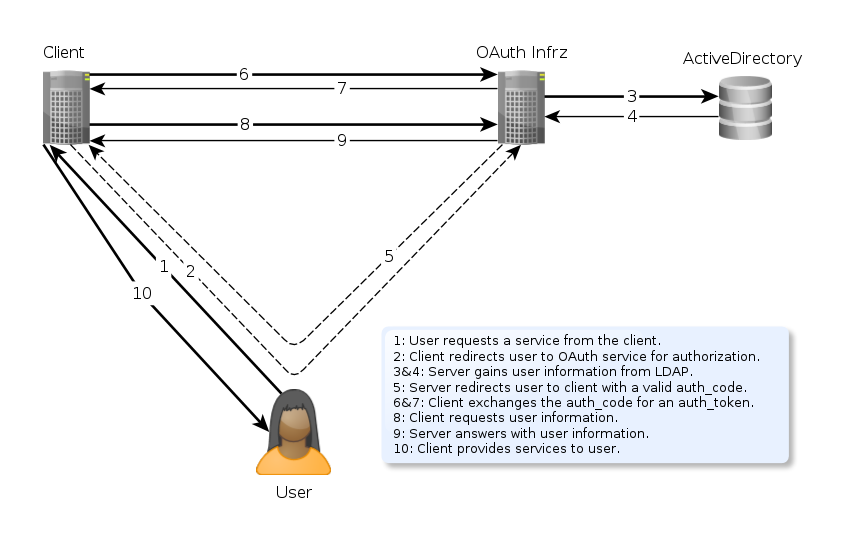 Client
OAuth Infrz
ActiveDirectory
6
7
3
4
8
9
5
1
2
10
1: User requests a service from the client.
2: Client redirects user to OAuth service for authorization.
3&4: Server gains user information from LDAP.
5: Server redirects user to client with a valid auth_code.
6&7: Client exchanges the auth_code for an auth_token.
8: Client requests user information.
9: Server answers with user information.
10: Client provides services to user.
User